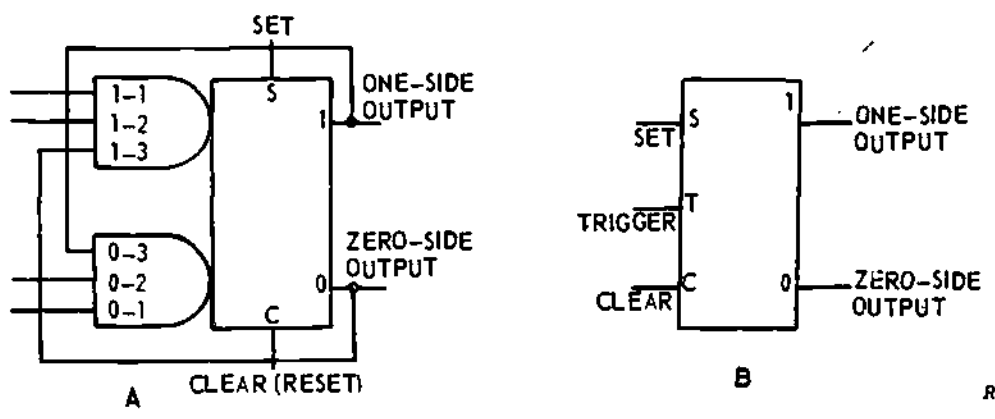 SET
1-1
1-2
1-3
S
1
ONE-SIDE
OUTPUT
0-3
0-2
0-1
0
C
ZERO-SIDE
OUTPUT
CLEAR (RESET)
A
S
SET
T
TRIGGER
C
CLEAR
1
ONE-SIDE
OUTPUT
0
ZERO-SIDE
OUTPUT
B
R